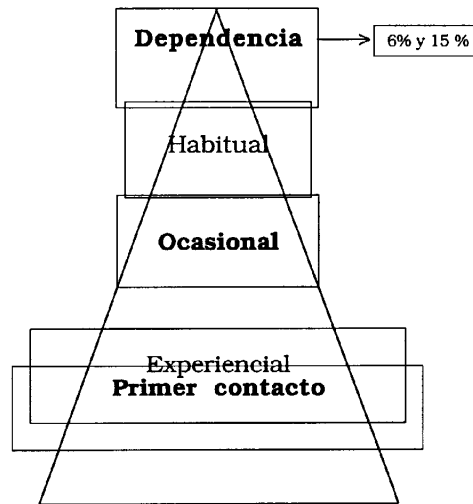 Dependencia
6% y 15 %
Habitual
Ocasional
Experiencial
Primer contacto